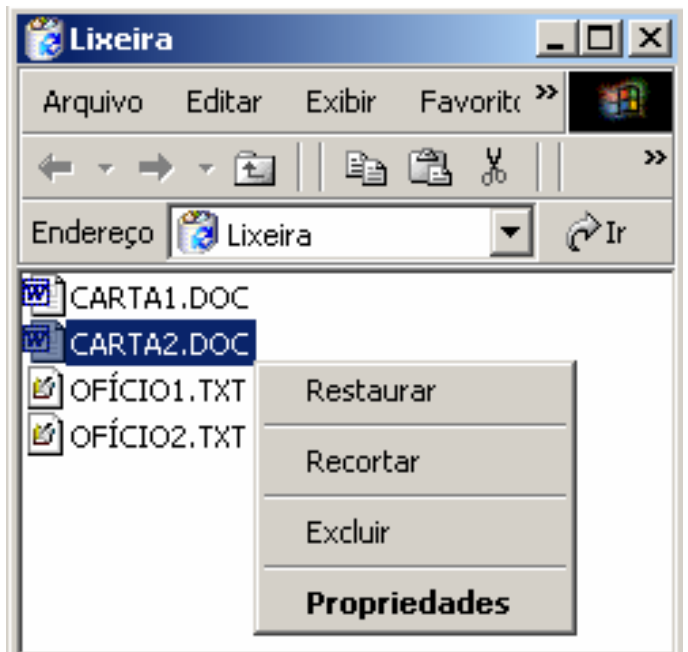 Lixeira
Arquivo Editar Exibir Favorit »
» 
Endereço Lixeira Ir
CARTA1.DOC
CARTA2.DOC
OFÍCIO1.TXT
OFÍCIO2.TXT
Restaurar
Recortar
Excluir
Propriedades